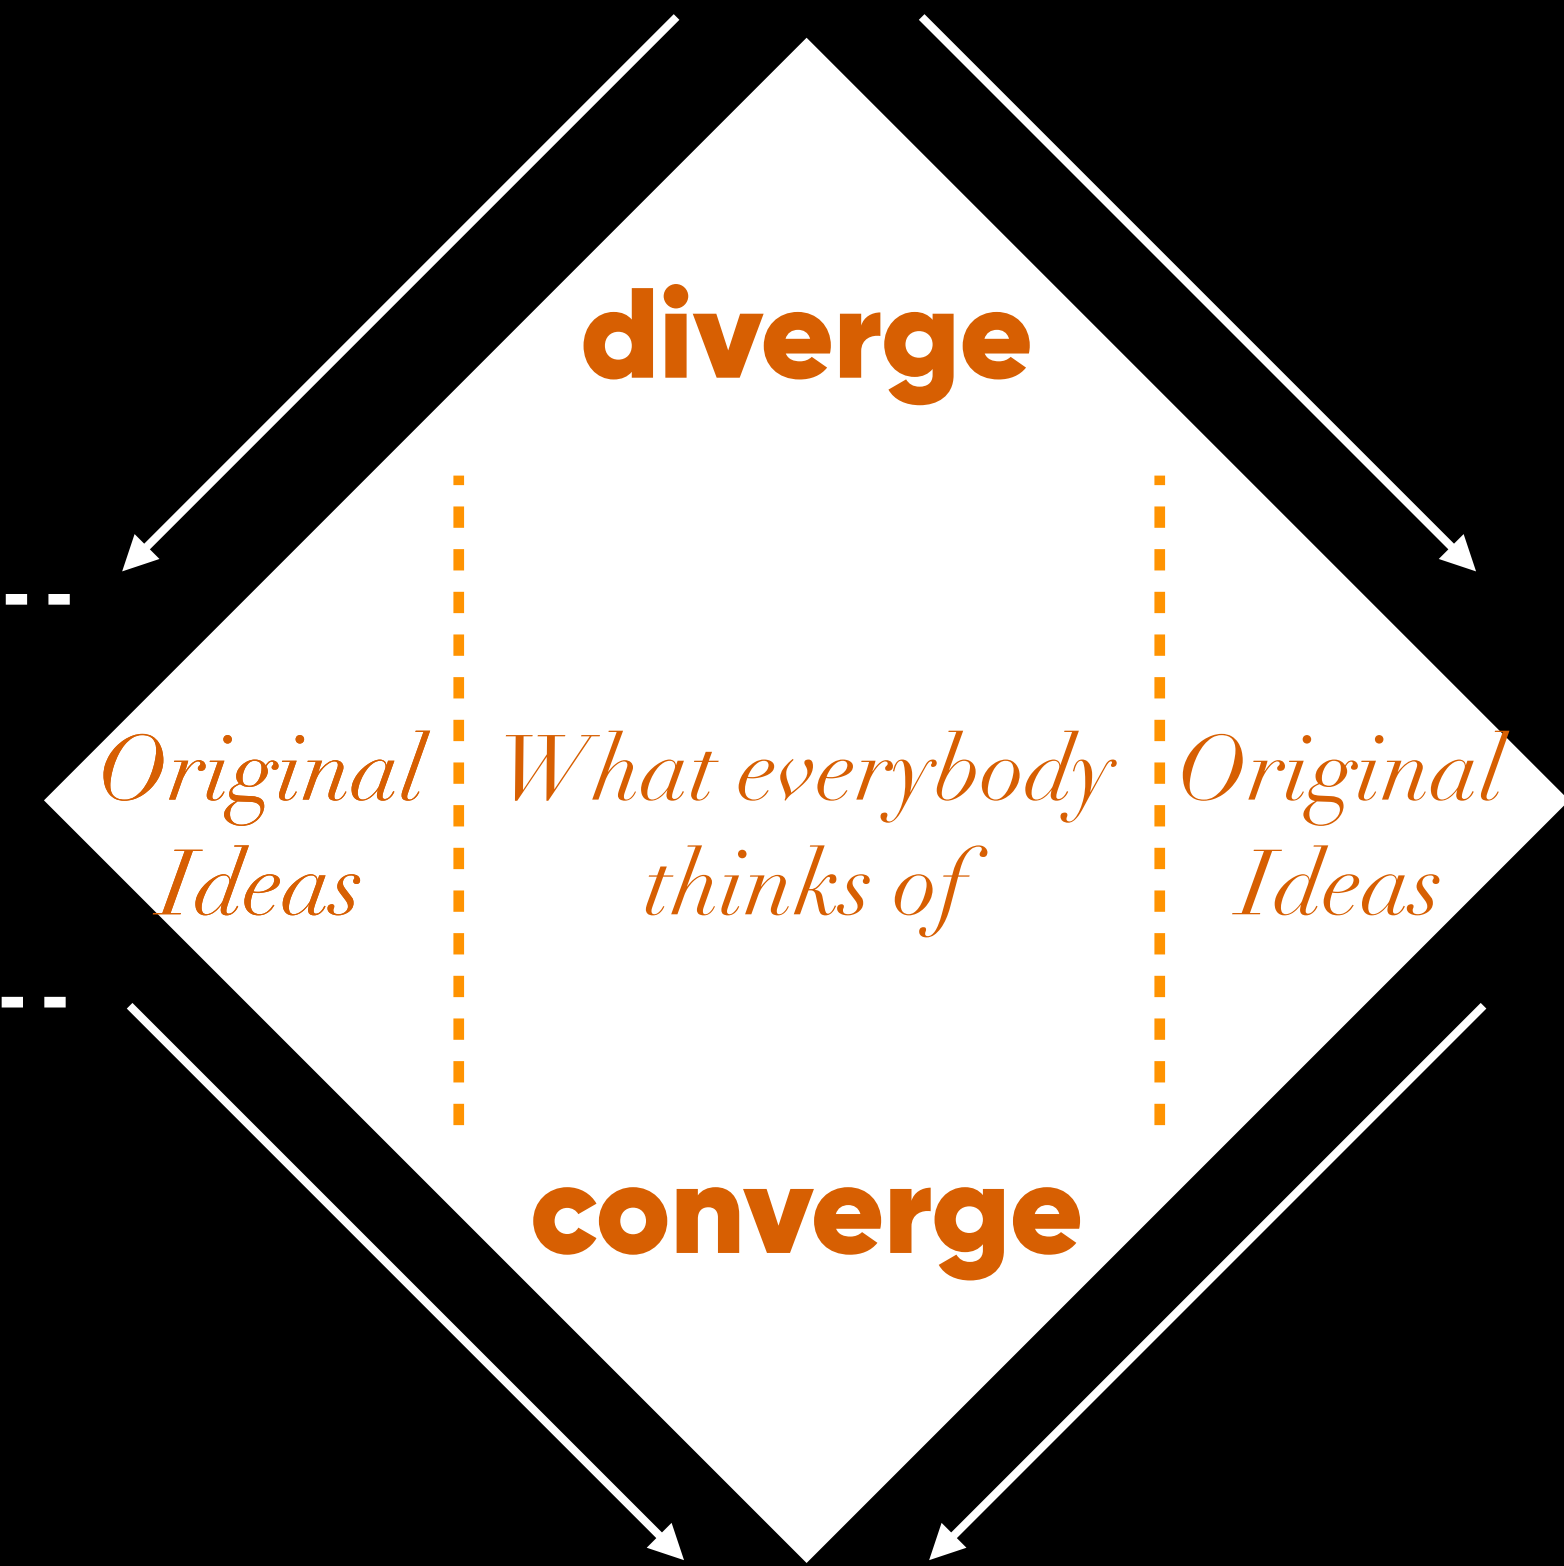 diverge
Original
Ideas
What everybody
thinks of
Original
Ideas
converge